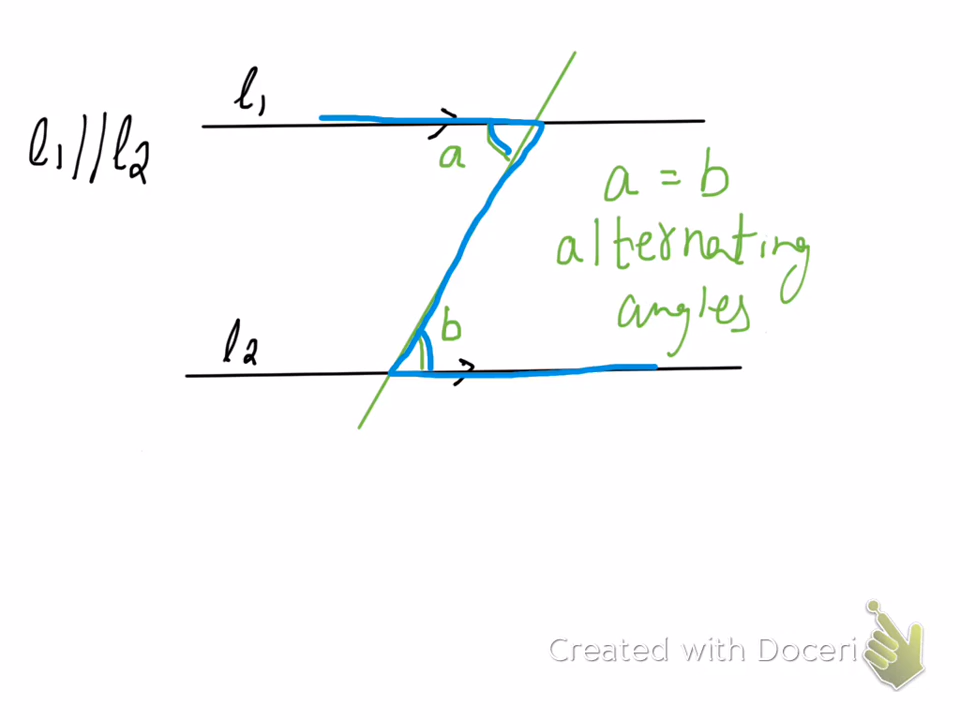 l₁
l₁//l₂
a
a = b
alternating
angles
b
l₂
Created with Doceri